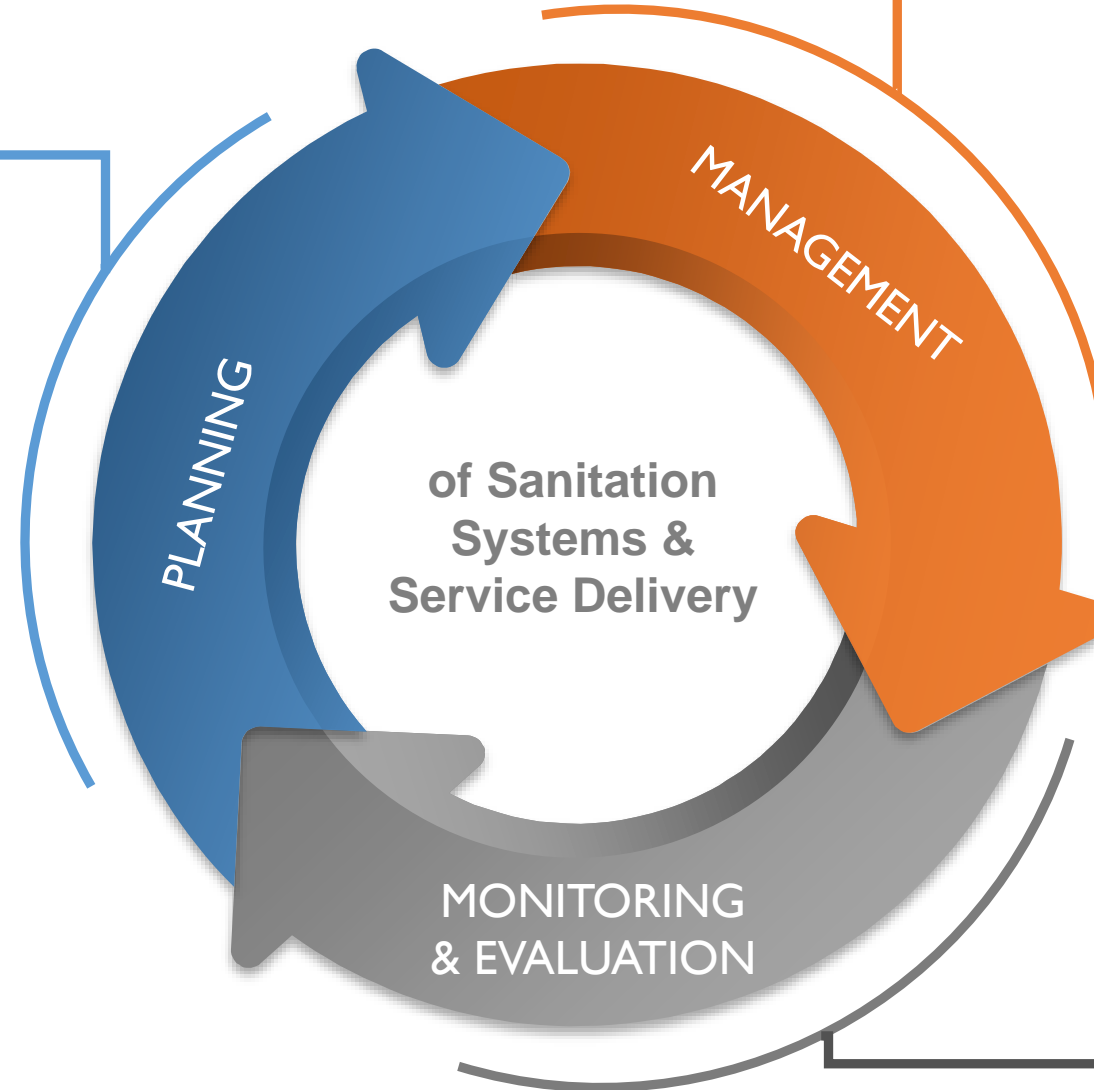 PLANNING
MANAGEMENT
of Sanitation
Systems &
Service Delivery
MONITORING
& EVALUATION